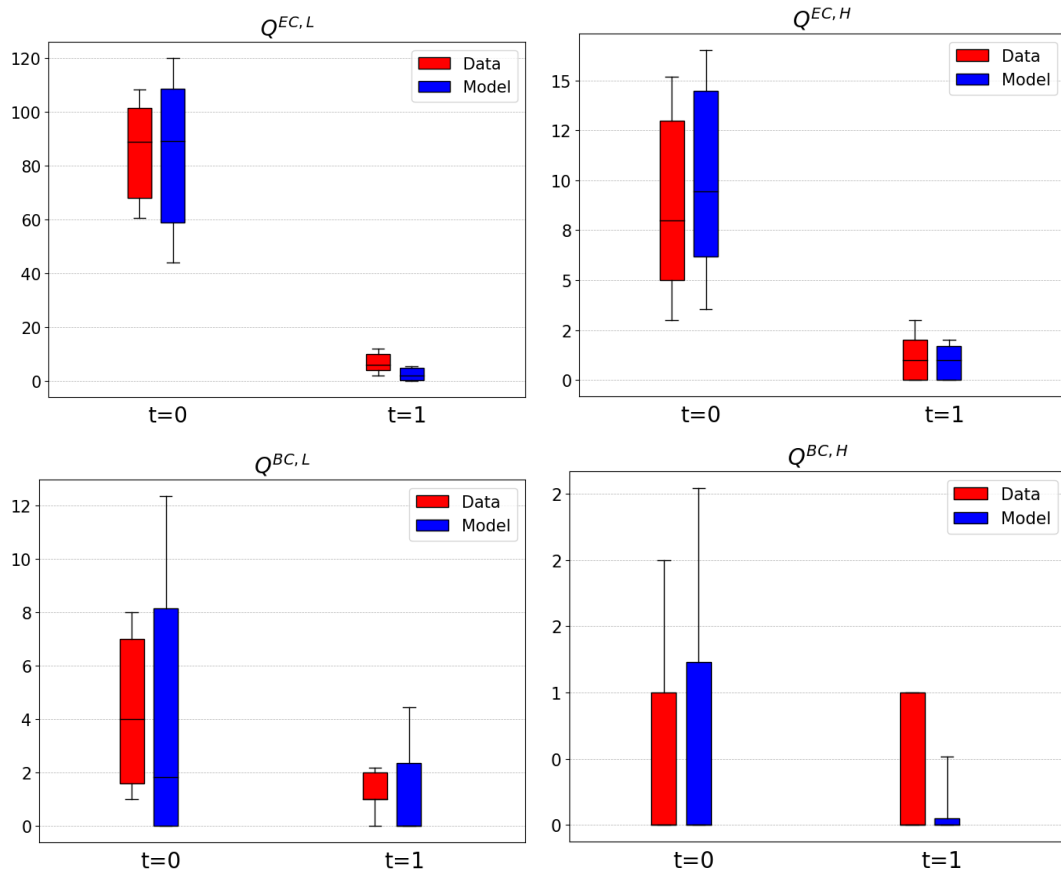 Q^{EC, L}
120
100
80
60
40
20
0
Data
Model
t=0
t=1
Q^{EC, H}
15
12
10
8
5
2
0
Data
Model
t=0
t=1
Q^{BC, L}
12
10
8
6
4
2
0
Data
Model
t=0
t=1
Q^{BC, H}
2
2
2
1
0
0
Data
Model
t=0
t=1